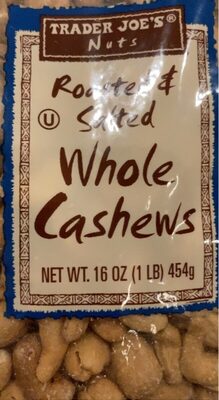 TRADER JOE'S®
Nuts
Roasted &
Ⓤ Salted
Whole
Cashews
NET WT. 16 OZ (1 LB) 454g